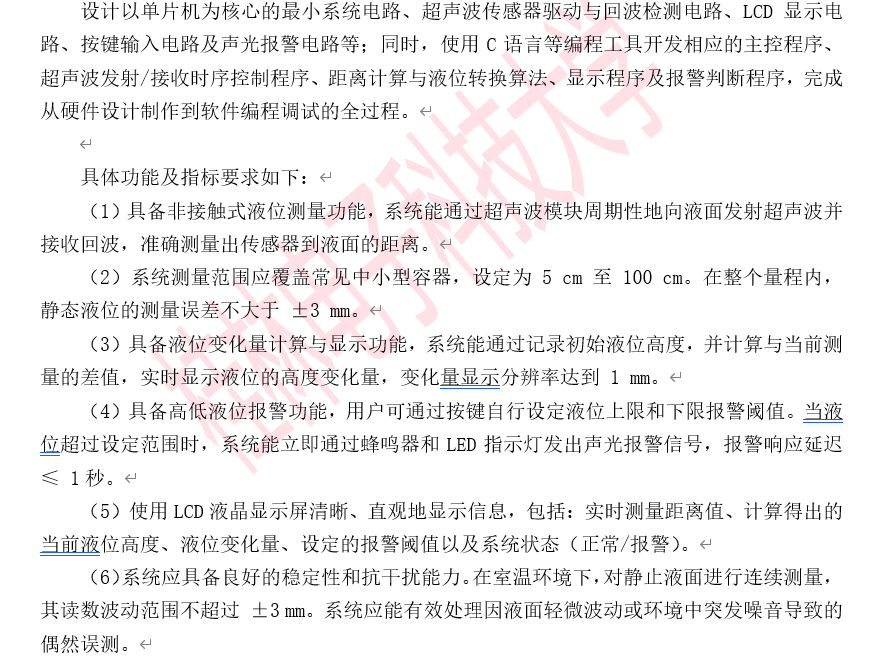 设计以单片机为核心的最小系统电路、超声波传感器驱动与回波检测电路、LCD 显示电
路、按键输入电路及声光报警电路等；同时，使用 C 语言等编程工具开发相应的主控程序、
超声波发射/接收时序控制程序、距离计算与液位转换算法、显示程序及报警判断程序，完成
从硬件设计制作到软件编程调试的全过程。
具体功能及指标要求如下：
（1）具备非接触式液位测量功能，系统能通过超声波模块周期性地向液面发射超声波并
接收回波，准确测量出传感器到液面的距离。
（2）系统测量范围应覆盖常见中小型容器，设定为 5 cm 至 100 cm。在整个量程内，
静态液位的测量误差不大于 ±3 mm。
（3）具备液位变化量计算与显示功能，系统能通过记录初始液位高度，并计算与当前测
量的差值，实时显示液位的高度变化量，变化量显示分辨率达到 1 mm。
（4）具备高低液位报警功能，用户可通过按键自行设定液位上限和下限报警阈值。当液
位超过设定范围时，系统能立即通过蜂鸣器和 LED 指示灯发出声光报警信号，报警响应延迟
≤ 1 秒。
（5）使用 LCD 液晶显示屏清晰、直观地显示信息，包括：实时测量距离值、计算得出的
当前液位高度、液位变化量、设定的报警阈值以及系统状态（正常/报警）。
（6）系统应具备良好的稳定性和抗干扰能力。在室温环境下，对静止液面进行连续测量，
其读数波动范围不超过 ±3 mm。系统应能有效处理因液面轻微波动或环境中突发噪音导致的
偶然误测。
桂林电子科技大学